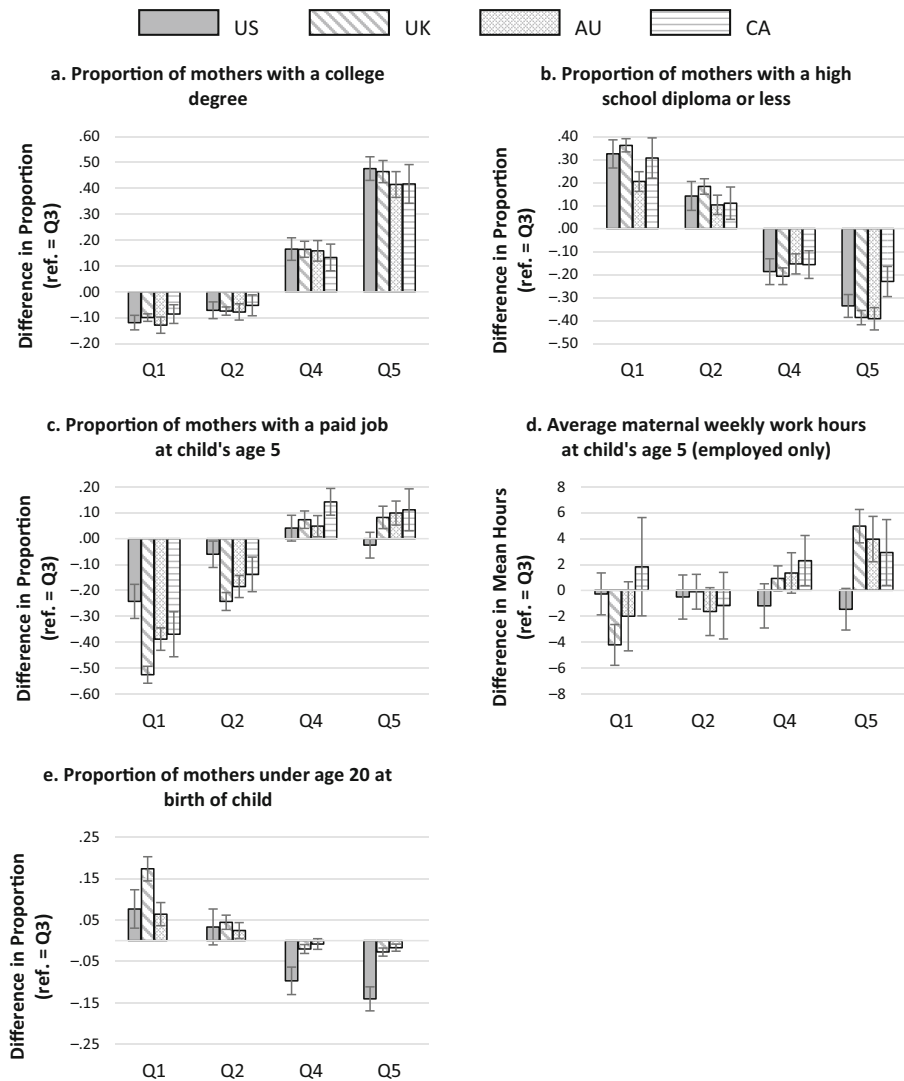 US UK AU CA
a. Proportion of mothers with a college
degree
Difference in Proportion
(ref. = Q3)
.60
.50
.40
.30
.20
.10
.00
−.10
−.20
Q1 Q2 Q4 Q5
b. Proportion of mothers with a high
school diploma or less
Difference in Proportion
(ref. = Q3)
.40
.30
.20
.10
.00
−.10
−.20
−.30
−.40
−.50
Q1 Q2 Q4 Q5
c. Proportion of mothers with a paid job
at child's age 5
Difference in Proportion
(ref. = Q3)
.20
.10
.00
−.10
−.20
−.30
−.40
−.50
−.60
Q1 Q2 Q4 Q5
d. Average maternal weekly work hours
at child's age 5 (employed only)
Difference in Mean Hours
(ref. = Q3)
8
6
4
2
0
−2
−4
−6
−8
Q1 Q2 Q4 Q5
e. Proportion of mothers under age 20 at
birth of child
Difference in Proportion
(ref. = Q3)
.25
.15
.05
−.05
−.15
−.25
Q1 Q2 Q4 Q5